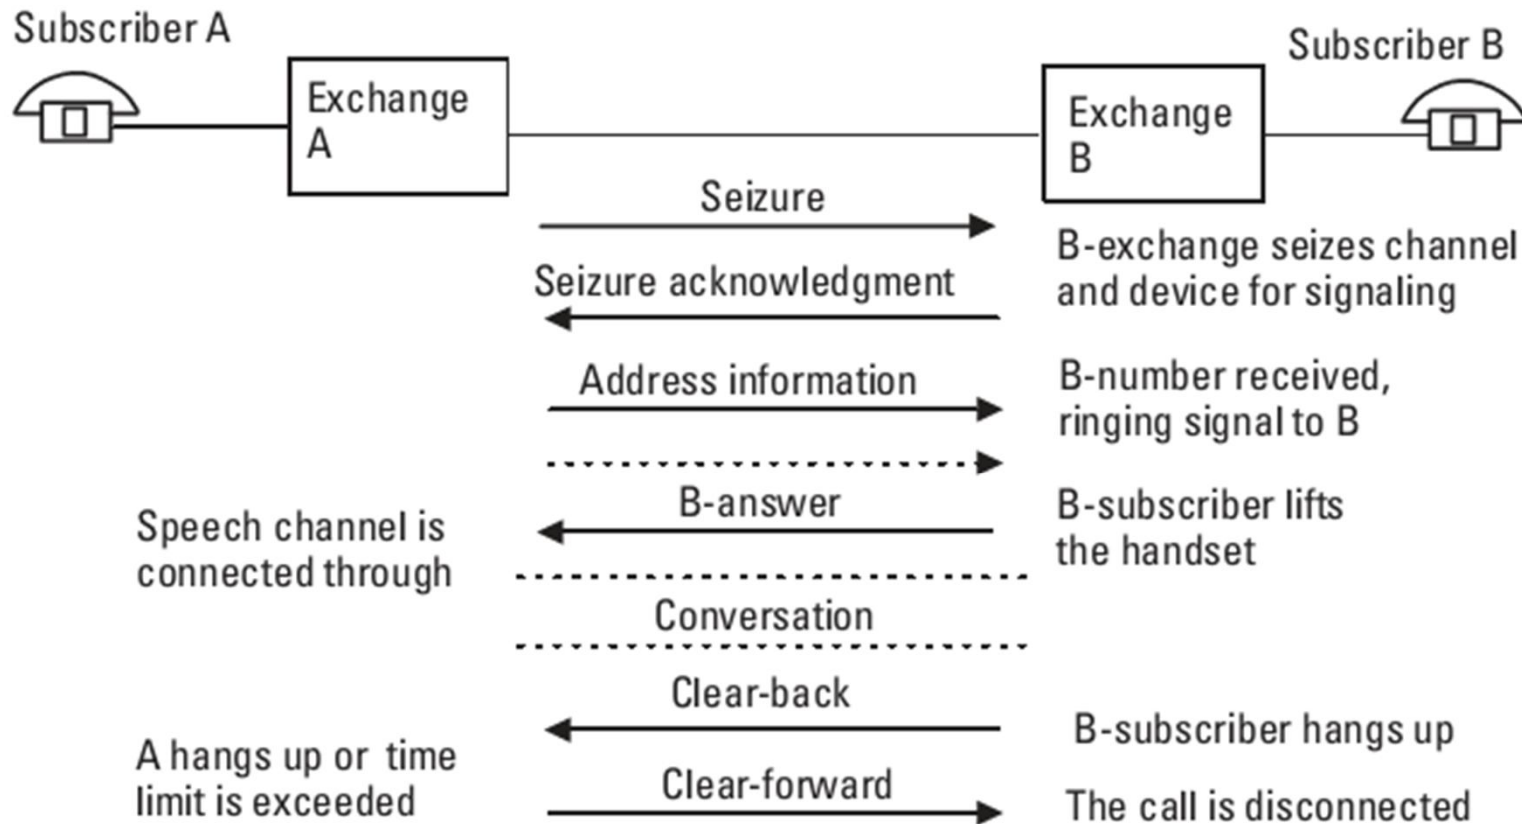 Subscriber A
Subscriber B
Exchange
A
Exchange
B
Seizure
B-exchange seizes channel
and device for signaling
Seizure acknowledgment
Address information
B-number received,
ringing signal to B
B-answer
B-subscriber lifts
the handset
Speech channel is
connected through
Conversation
Clear-back
B-subscriber hangs up
A hangs up or time
limit is exceeded
Clear-forward
The call is disconnected